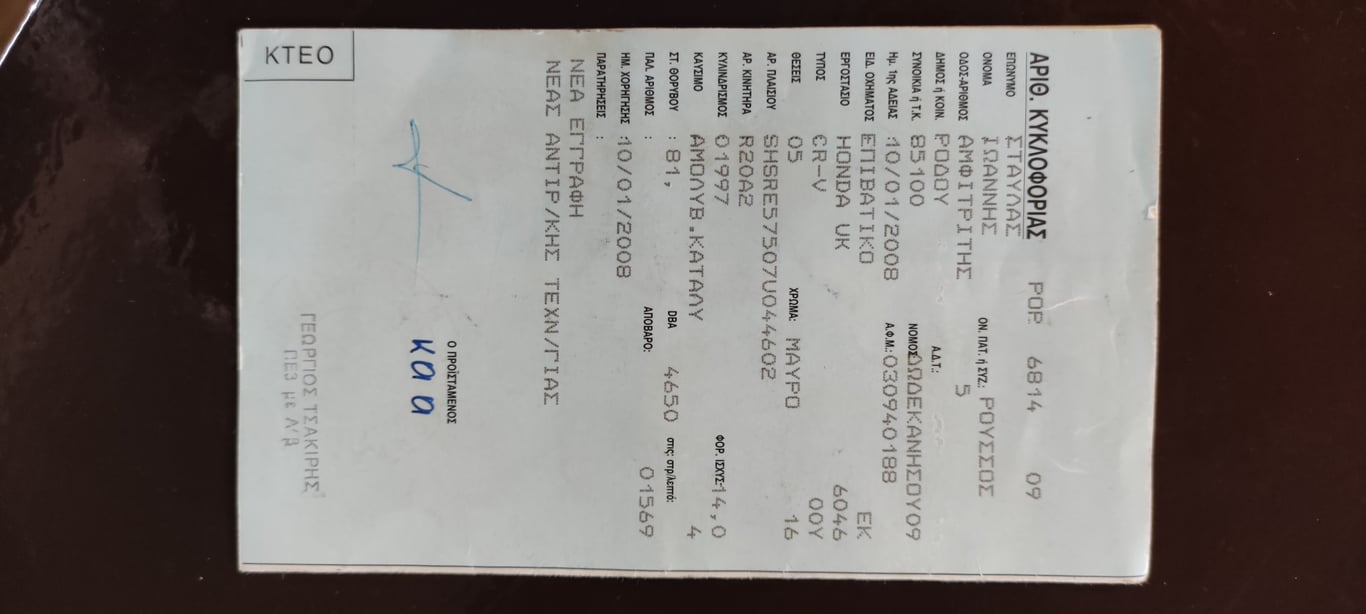 ΑΡΙΘ. ΚΥΚΛΟΦΟΡΙΑΣ ΡΟΡ 6814 09
ΕΠΩΝΥΜΟ ΣΤΑΥΛΑΣ
ΟΝΟΜΑ ΙΩΑΝΝΗΣ ΟΝ. ΠΑΤ. ή ΣΥΖ.: ΡΟΥΣΣΟΣ
ΟΔΟΣ-ΑΡΙΘΜΟΣ ΑΜΦΙΤΡΙΤΗΣ 5
ΔΗΜΟΣ ή ΚΟΙΝ. ΡΟΔΟΥ Α.Δ.Τ.:
ΣΥΝΟΙΚΙΑ ή Τ.Κ. 85100 ΝΟΜΟΣ ΔΩΔΕΚΑΝΗΣΟΥ09
Ημ. 1ης ΑΔΕΙΑΣ 10/01/2008 Α.Φ.Μ.: 030940188
ΕΙΔ. ΟΧΗΜΑΤΟΣ ΕΠΙΒΑΤΙΚΟ ΕΚ
ΕΡΓΟΣΤΑΣΙΟ HONDA UK 6046
ΤΥΠΟΣ CR-V 00Y
ΘΕΣΕΙΣ 05 ΧΡΩΜΑ: ΜΑΥΡΟ 16
ΑΡ. ΠΛΑΙΣΙΟΥ SHSRE57507U044602
ΑΡ. ΚΙΝΗΤΗΡΑ R20A2
ΚΥΛΙΝΔΡΙΣΜΟΣ 01997 ΦΟΡ. ΙΣΧΥΣ 14,0
ΚΑΥΣΙΜΟ ΑΜΟΛΥΒ.ΚΑΤΑΛΥ 4
ΣΤ. ΘΟΡΥΒΟΥ : 81, DBA 4650 στις: στρ/λεπτό:
ΠΑΛ. ΑΡΙΘΜΟΣ : ΑΠΟΒΑΡΟ: 01569
ΗΜ. ΧΟΡΗΓΗΣΗΣ 10/01/2008
ΠΑΡΑΤΗΡΗΣΕΙΣ :
ΝΕΑ ΕΓΓΡΑΦΗ
ΝΕΑΣ ΑΝΤΙΡ/ΚΗΣ ΤΕΧΝ/ΓΙΑΣ
Ο ΠΡΟΪΣΤΑΜΕΝΟΣ
κ α α
ΓΕΩΡΓΙΟΣ ΤΣΑΚΙΡΗΣ
ΠΕ3 με Α'β
ΚΤΕΟ